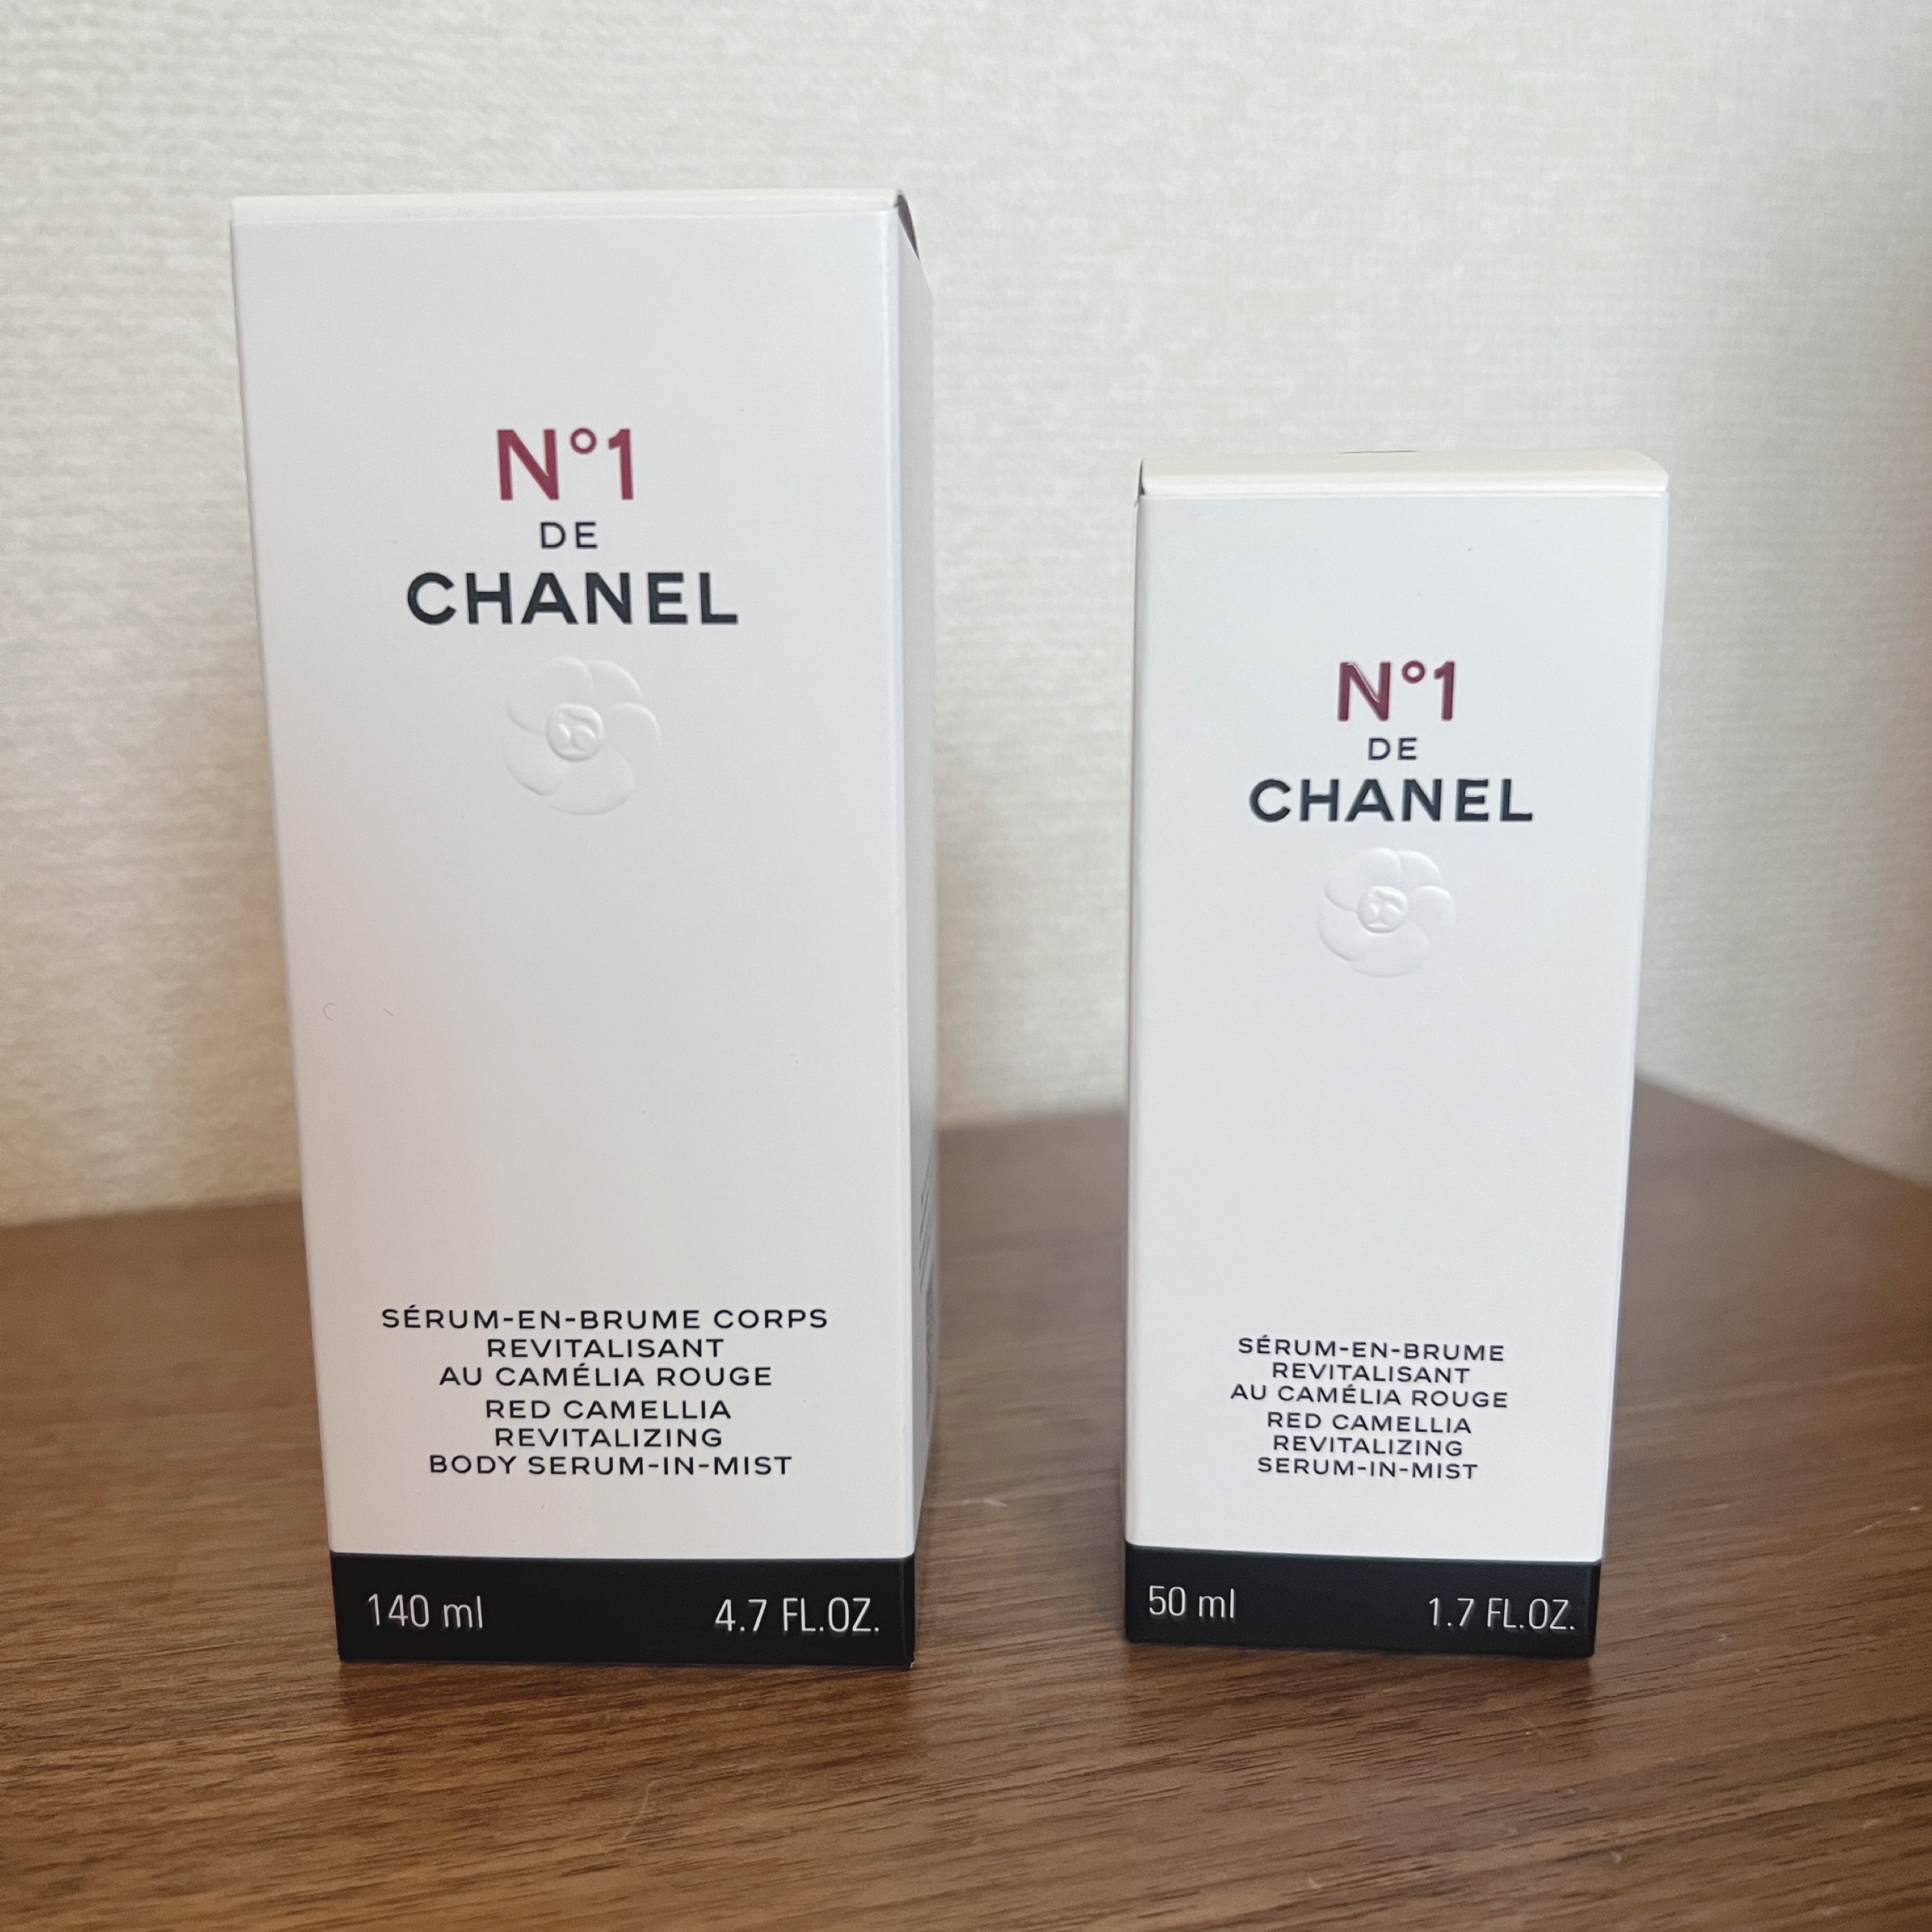 N°1
DE
CHANEL
SÉRUM-EN-BRUME CORPS
REVITALISANT
AU CAMÉLIA ROUGE
RED CAMELLIA
REVITALIZING
BODY SERUM-IN-MIST
140 ml 4.7 FL.OZ.
N°1
DE
CHANEL
SÉRUM-EN-BRUME
REVITALISANT
AU CAMÉLIA ROUGE
RED CAMELLIA
REVITALIZING
SERUM-IN-MIST
50 ml 1.7 FL.OZ.